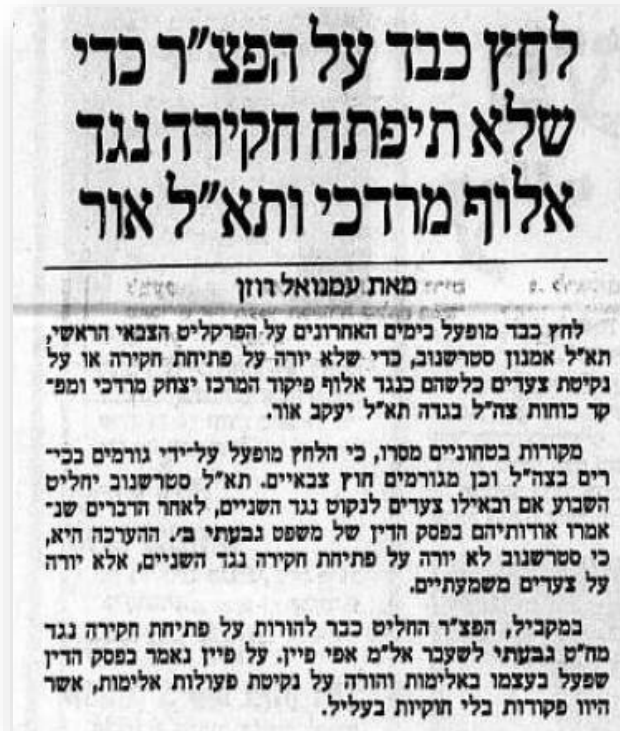 לחץ כבד על הפצ"ר כדי
שלא תיפתח חקירה נגד
אלוף מרדכי ותא"ל אור
מאת עמנואל רוזן
לחץ כבד מופעל בימים האחרונים על הפרקליט הצבאי הראשי,
תא"ל אמנון סטרשנוב, כדי שלא יורה על פתיחת חקירה או על
נקיטת צעדים כלשהם כנגד אלוף פיקוד המרכז יצחק מרדכי ומפ־
קד כוחות צה"ל בגדה תא"ל יעקב אור.
מקורות בטחוניים מסרו, כי הלחץ מופעל על־ידי גורמים בכי־
רים בצה"ל וכן מגורמים חוץ צבאיים. תא"ל סטרשנוב יחליט
השבוע אם ובאילו צעדים לנקוט נגד השניים, לאחר הדברים שנ־
אמרו אודותיהם בפסק הדין של משפט גבעתי ב'. ההערכה היא,
כי סטרשנוב לא יורה על פתיחת חקירה נגד השניים, אלא יורה
על צעדים משמעתיים.
במקביל, הפצ"ר החליט כבר להורות על פתיחת חקירה נגד
מח"ט גבעתי לשעבר אל"מ אפי פיין. על פיין נאמר בפסק הדין
שפעל בעצמו באלימות והורה על נקיטת פעולות אלימות, אשר
היוו פקודות בלי חוקיות בעליל.